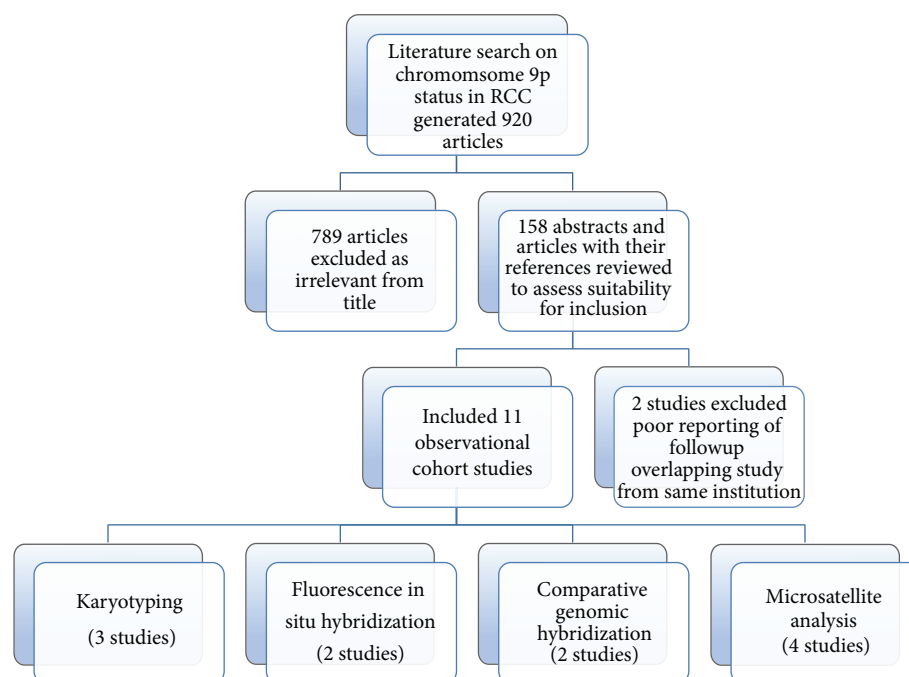 Literature search on
chromomsome 9p
status in RCC
generated 920
articles
789 articles
excluded as
irrelevant from
title
158 abstracts and
articles with their
references reviewed
to assess suitability
for inclusion
Included 11
observational
cohort studies
2 studies excluded
poor reporting of
followup
overlapping study
from same institution
Karyotyping
(3 studies)
Fluorescence in
situ hybridization
(2 studies)
Comparative
genomic
hybridization
(2 studies)
Microsatellite
analysis
(4 studies)